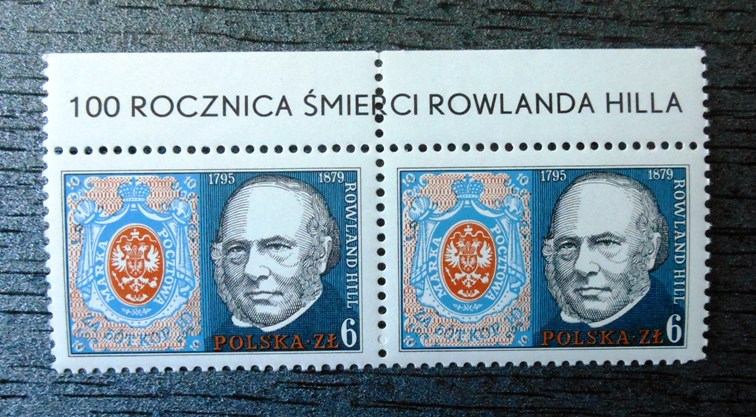 100 ROCZNICA ŚMIERCI ROWLANDA HILLA
1795 1879
ROWLAND HILL
MARKA POCZTOWA
POLSKA · ZŁ 6
1795 1879
ROWLAND HILL
MARKA POCZTOWA
POLSKA · ZŁ 6